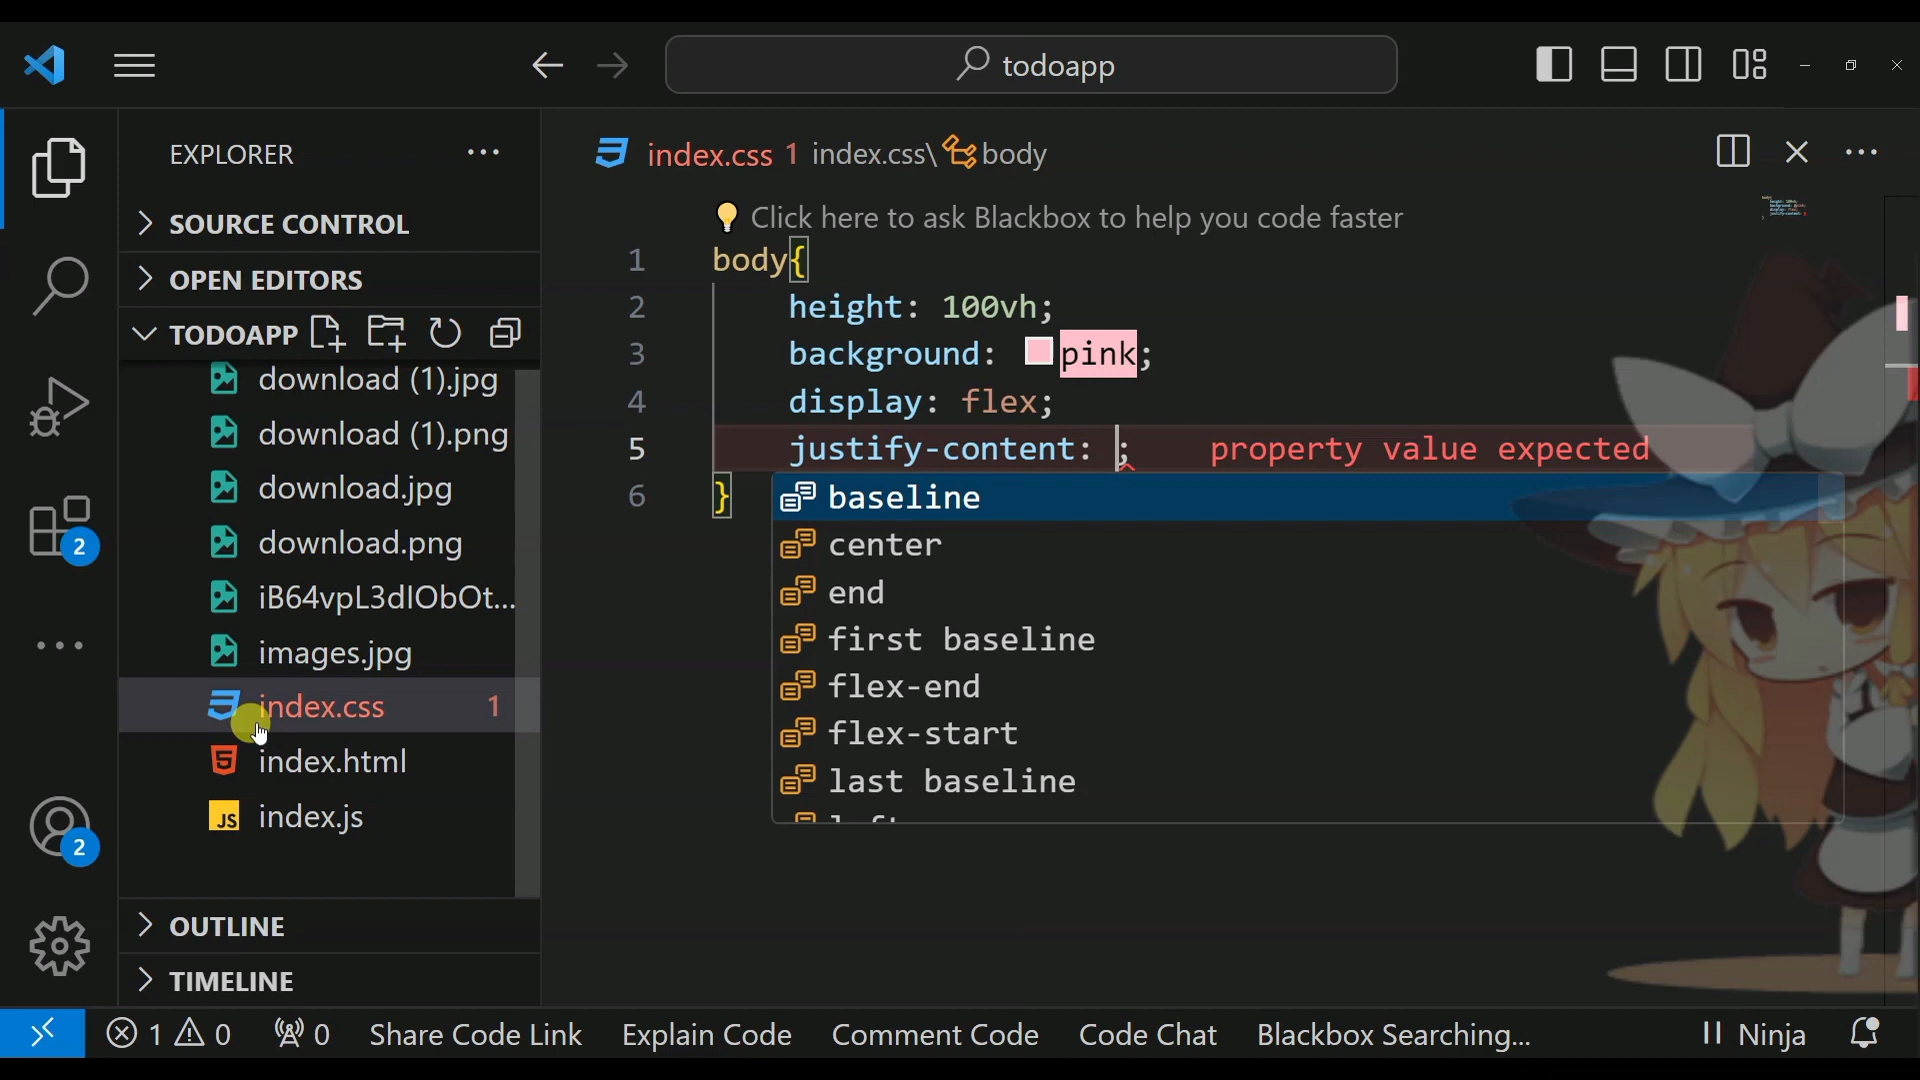 todoapp
EXPLORER
SOURCE CONTROL
OPEN EDITORS
TODOAPP
download (1).jpg
download (1).png
download.jpg
download.png
iB64vpL3dIObOt...
images.jpg
index.css 1
index.html
JS index.js
OUTLINE
TIMELINE
2
2
index.css 1 index.css\ body
Click here to ask Blackbox to help you code faster
1 body{
2 height: 100vh;
3 background: pink;
4 display: flex;
5 justify-content: ; property value expected
6 }
baseline
center
end
first baseline
flex-end
flex-start
last baseline
1 0 0 Share Code Link Explain Code Comment Code Code Chat Blackbox Searching... Ninja